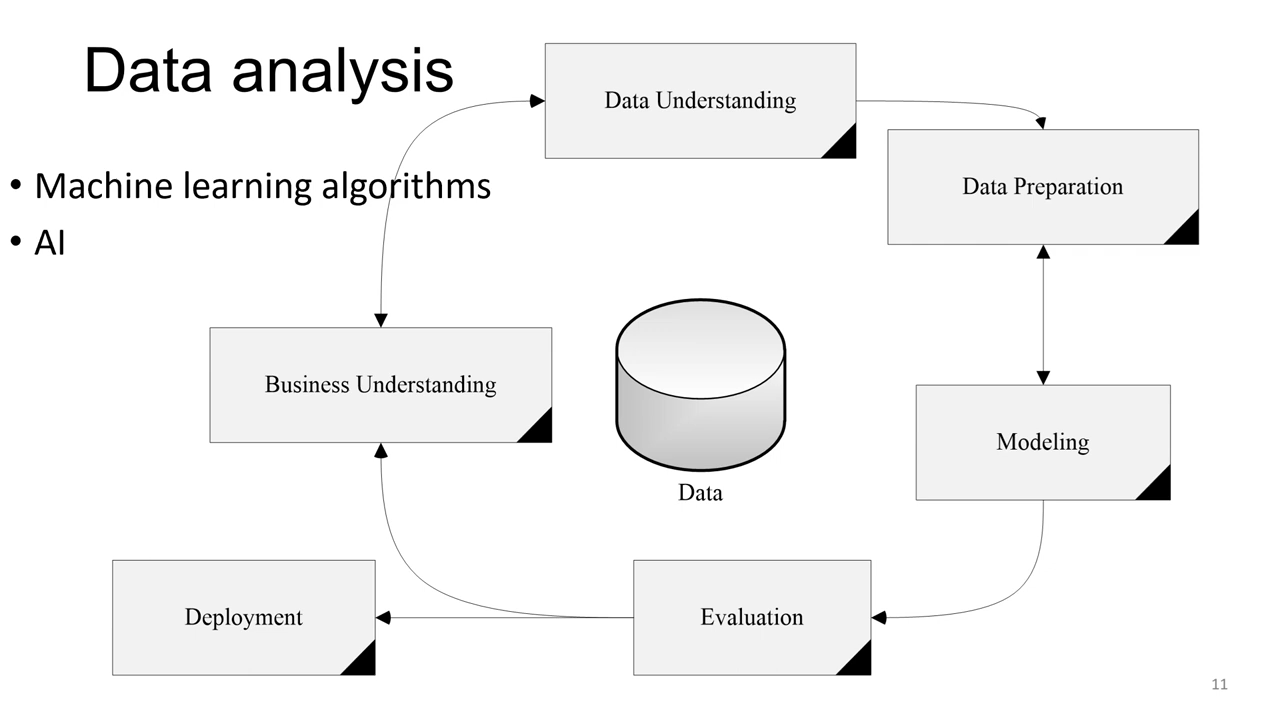 Data analysis
• Machine learning algorithms
• AI
Data Understanding
Data Preparation
Business Understanding
Modeling
Data
Deployment
Evaluation
11